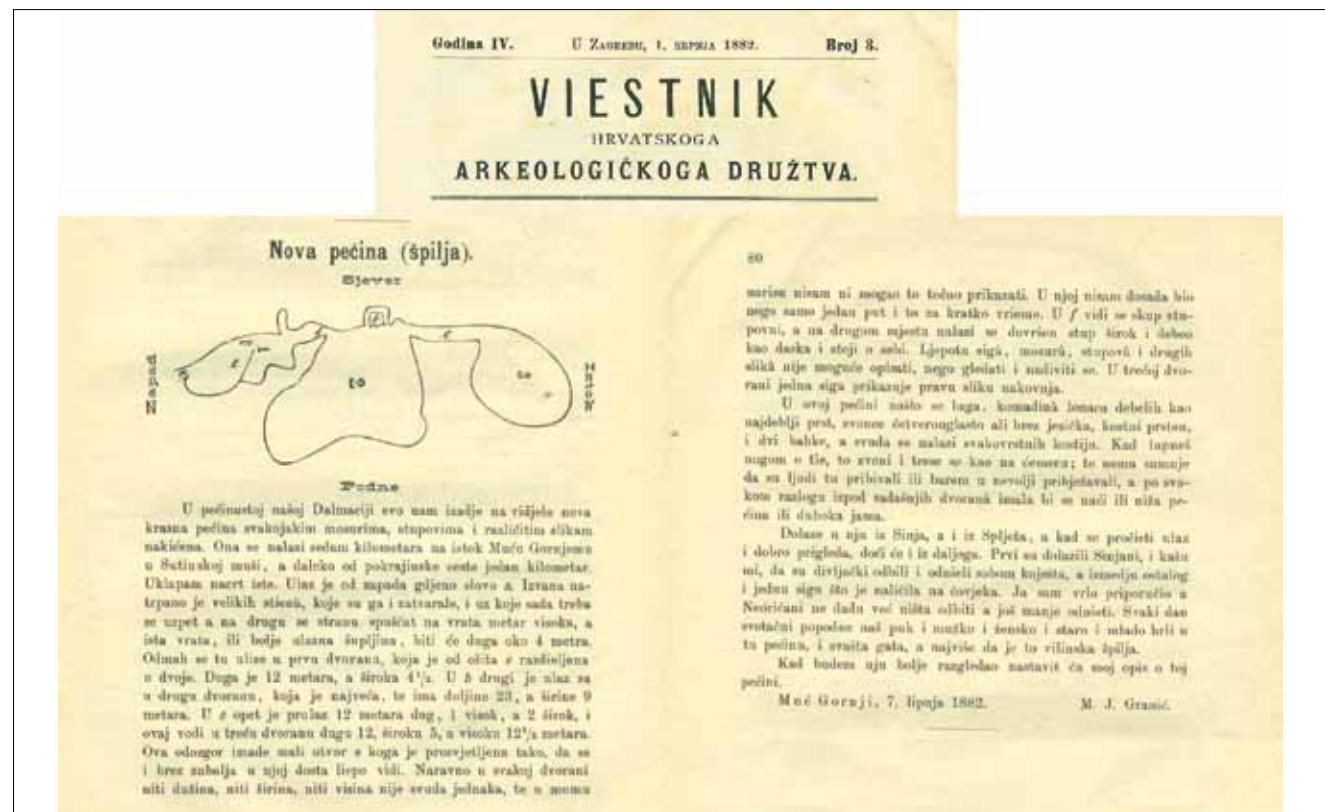 Godina IV. U ZAGREBU, 1. SRPNJA 1882. Broj 3.
VIESTNIK
HRVATSKOGA
ARKEOLOGIČKOGA DRUŽTVA.
Nova pećina (špilja).
Sjever
Zapad
Iztok
Podne
U pećinastoj našoj Dalmaciji evo nam izadje na vidjelo nova
krasna pećina svakojakim mosurima, stupovima i različitim slikam
nakićena. Ona se nalazi sedam kilometara na istok Muću Gornjemu
u Sutinskoj muši, a daleko od pokrajinske ceste jedan kilometar.
Uklapam nacrt iste. Ulaz je od zapada giljeno slovo a. Izvana na-
trpano je velikih stienâ, koje su ga i zatvarale, i uz koje sada treba
se uzpet a na drugu se stranu spušćat na vrata metar visoka, a
ista vrata, ili bolje ulazna šupljina, biti će duga oko 4 metra.
Odmah se tu ulize u prvu dvoranu, koja je od ošita razdieljena
u dvoje. Duga je 12 metara, a široka 4½. U b drugi je ulaz za
u drugu dvoranu, koja je najveća, te ima duljine 23, a širine 9
metara. U c opet je prolaz 12 metara dug, 1 visok, a 2 širok, i
ovaj vodi u treću dvoranu dugu 12, široku 5, a visoku 12½ metara.
Ova odozgor imade mali otvor s koga je prosvjetljena tako, da se
i brez zublja u njoj dosta liepo vidi. Naravno u svakoj dvorani
niti dužina, niti širina, niti visina nije svuda jednaka, te u momu
80
narisu nisam ni mogao to točno prikazati. U njoj nisam dosada bio
nego samo jedan put i to za kratko vrieme. U f vidi se skup stu-
povni, a na drugom mjestu nalazi se dovršen stup širok i debeo
kao daska i stoji o sebi. Ljepotu sigâ, mosurâ, stupovâ i drugih
slikâ nije moguće opisati, nego gledati i nadiviti se. U trećoj dvo-
rani jedna siga prikazuje pravu sliku nakovnja.
U ovoj pećini našlo se luga, komadinâ lonaca debelih kao
najdeblji prst, zvonce četverouglasto ali brez jezička, kostni prsten,
i dvi babke, a svuda se nalazi svakovrstnih kostiju. Kad lupneš
nogom o tle, to zvoni i trese se kao na ćemeru; to nema sumnje
da su ljudi tu pribivali ili barem u nevolji pribježavali, a po sva-
kom razlogu izpod sadašnjih dvoranâ imala bi se naći ili niža pe-
ćina ili duboka jama.
Dolaze u nju iz Sinja, a i iz Spljeta, a kad se pročisti ulaz
i dobro prigleda, doći će i iz daljega. Prvi su dolazili Sinjani, i kažu
mi, da su divljački odbili i odnieli sobom koješta, a izmedju ostalog
i jednu sigu što je naličila na čovjeka. Ja sam vrlo priporučio a
Neorićani ne dadu već ništa odbiti a još manje odnieti. Svaki dan
svetačni popodne naš puk i mužko i žensko i staro i mlado hrli u
tu pećinu, i svašta gata, a najviše da je to vilinska špilja.
Kad budem nju bolje razgledao nastavit ću moj opis o toj
pećini.
Muć Gornji, 7. lipnja 1882. M. J. Granić.